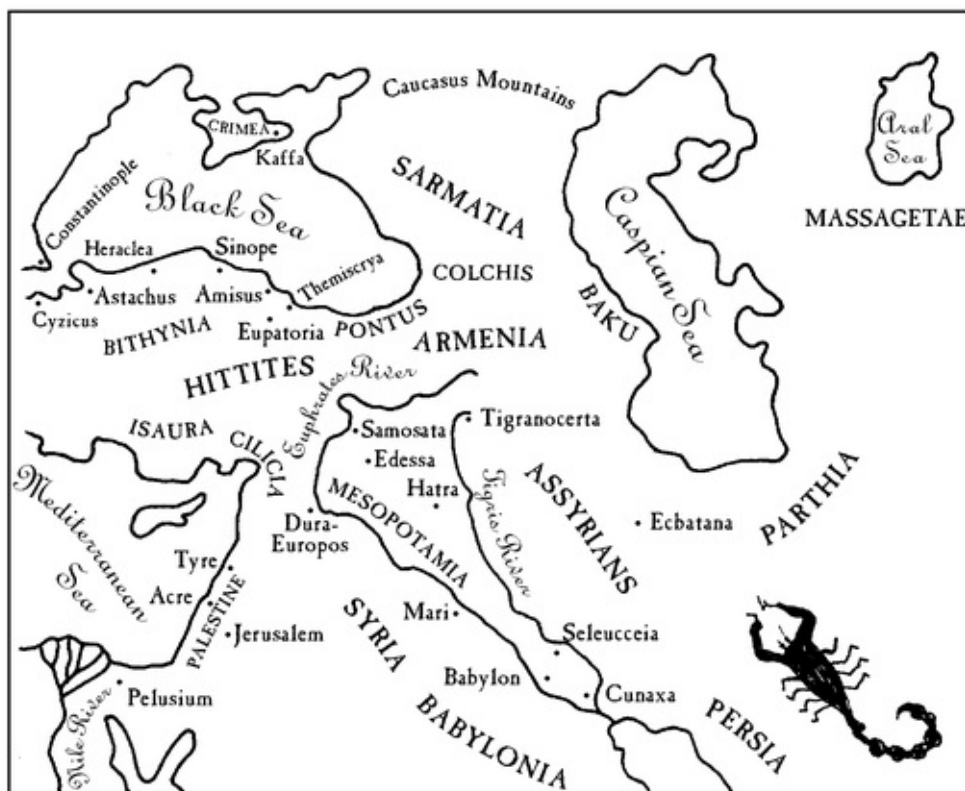 Caucasus Mountains
CRIMEA
Kaffa
Aral
Sea
Constantinople
Black Sea
SARMATIA
Caspian Sea
MASSAGETAE
Heraclea
Sinope
Themiscrya
COLCHIS
Astachus
Amisus
Cyzicus
BITHYNIA
Eupatoria
PONTUS
ARMENIA
BAKU
HITTITES
Euphrates River
ISAURA
CILICIA
Samosata
Tigranocerta
Edessa
Hatra
Mediterranean
Sea
MESOPOTAMIA
Tigris River
ASSYRIANS
PARTHIA
Dura-
Europos
Ecbatana
Tyre
Acre
PALESTINE
Jerusalem
SYRIA
Mari
Seleucceia
Babylon
Cunaxa
Pelusium
Nile River
BABYLONIA
PERSIA